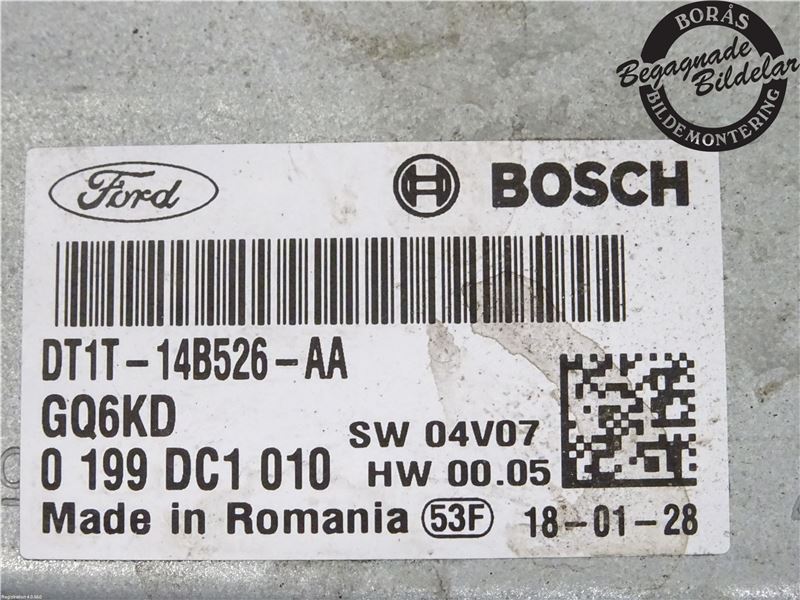 BORÅS
Begagnade
Bildelar
BILDEMONTERING
Ford
BOSCH
DT1T-14B526-AA
GQ6KD
SW 04V07
0 199 DC1 010
HW 00.05
Made in Romania
53F
18-01-28